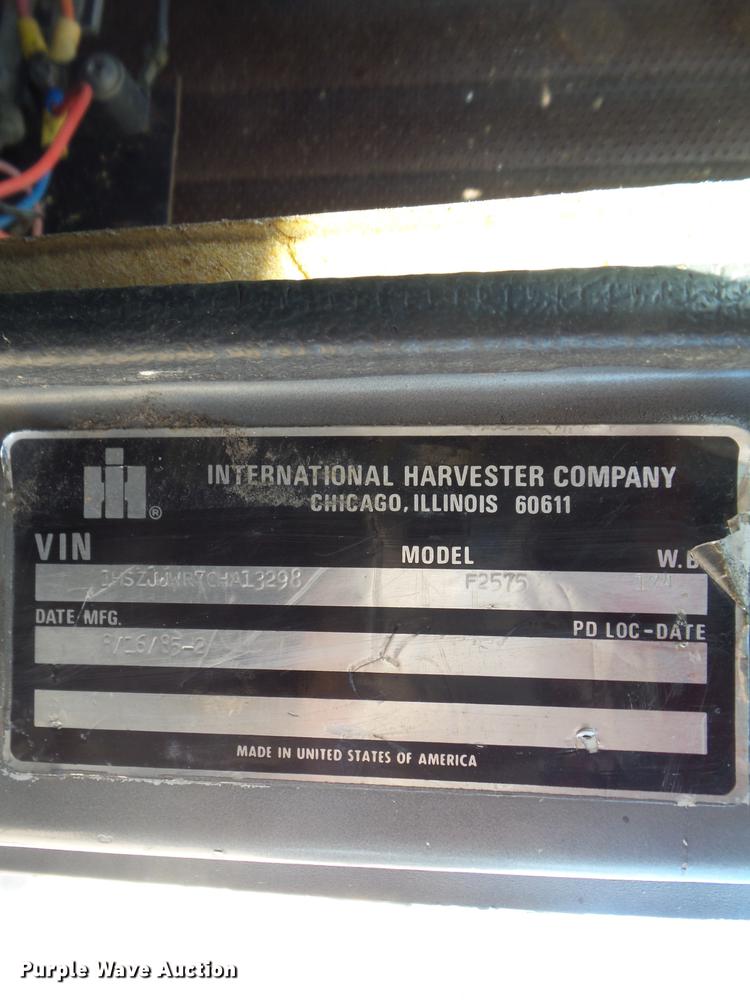 INTERNATIONAL HARVESTER COMPANY
CHICAGO, ILLINOIS 60611
®
VIN MODEL W.B
F2575
DATE MFG. PD LOC-DATE
MADE IN UNITED STATES OF AMERICA
Purple Wave Auction